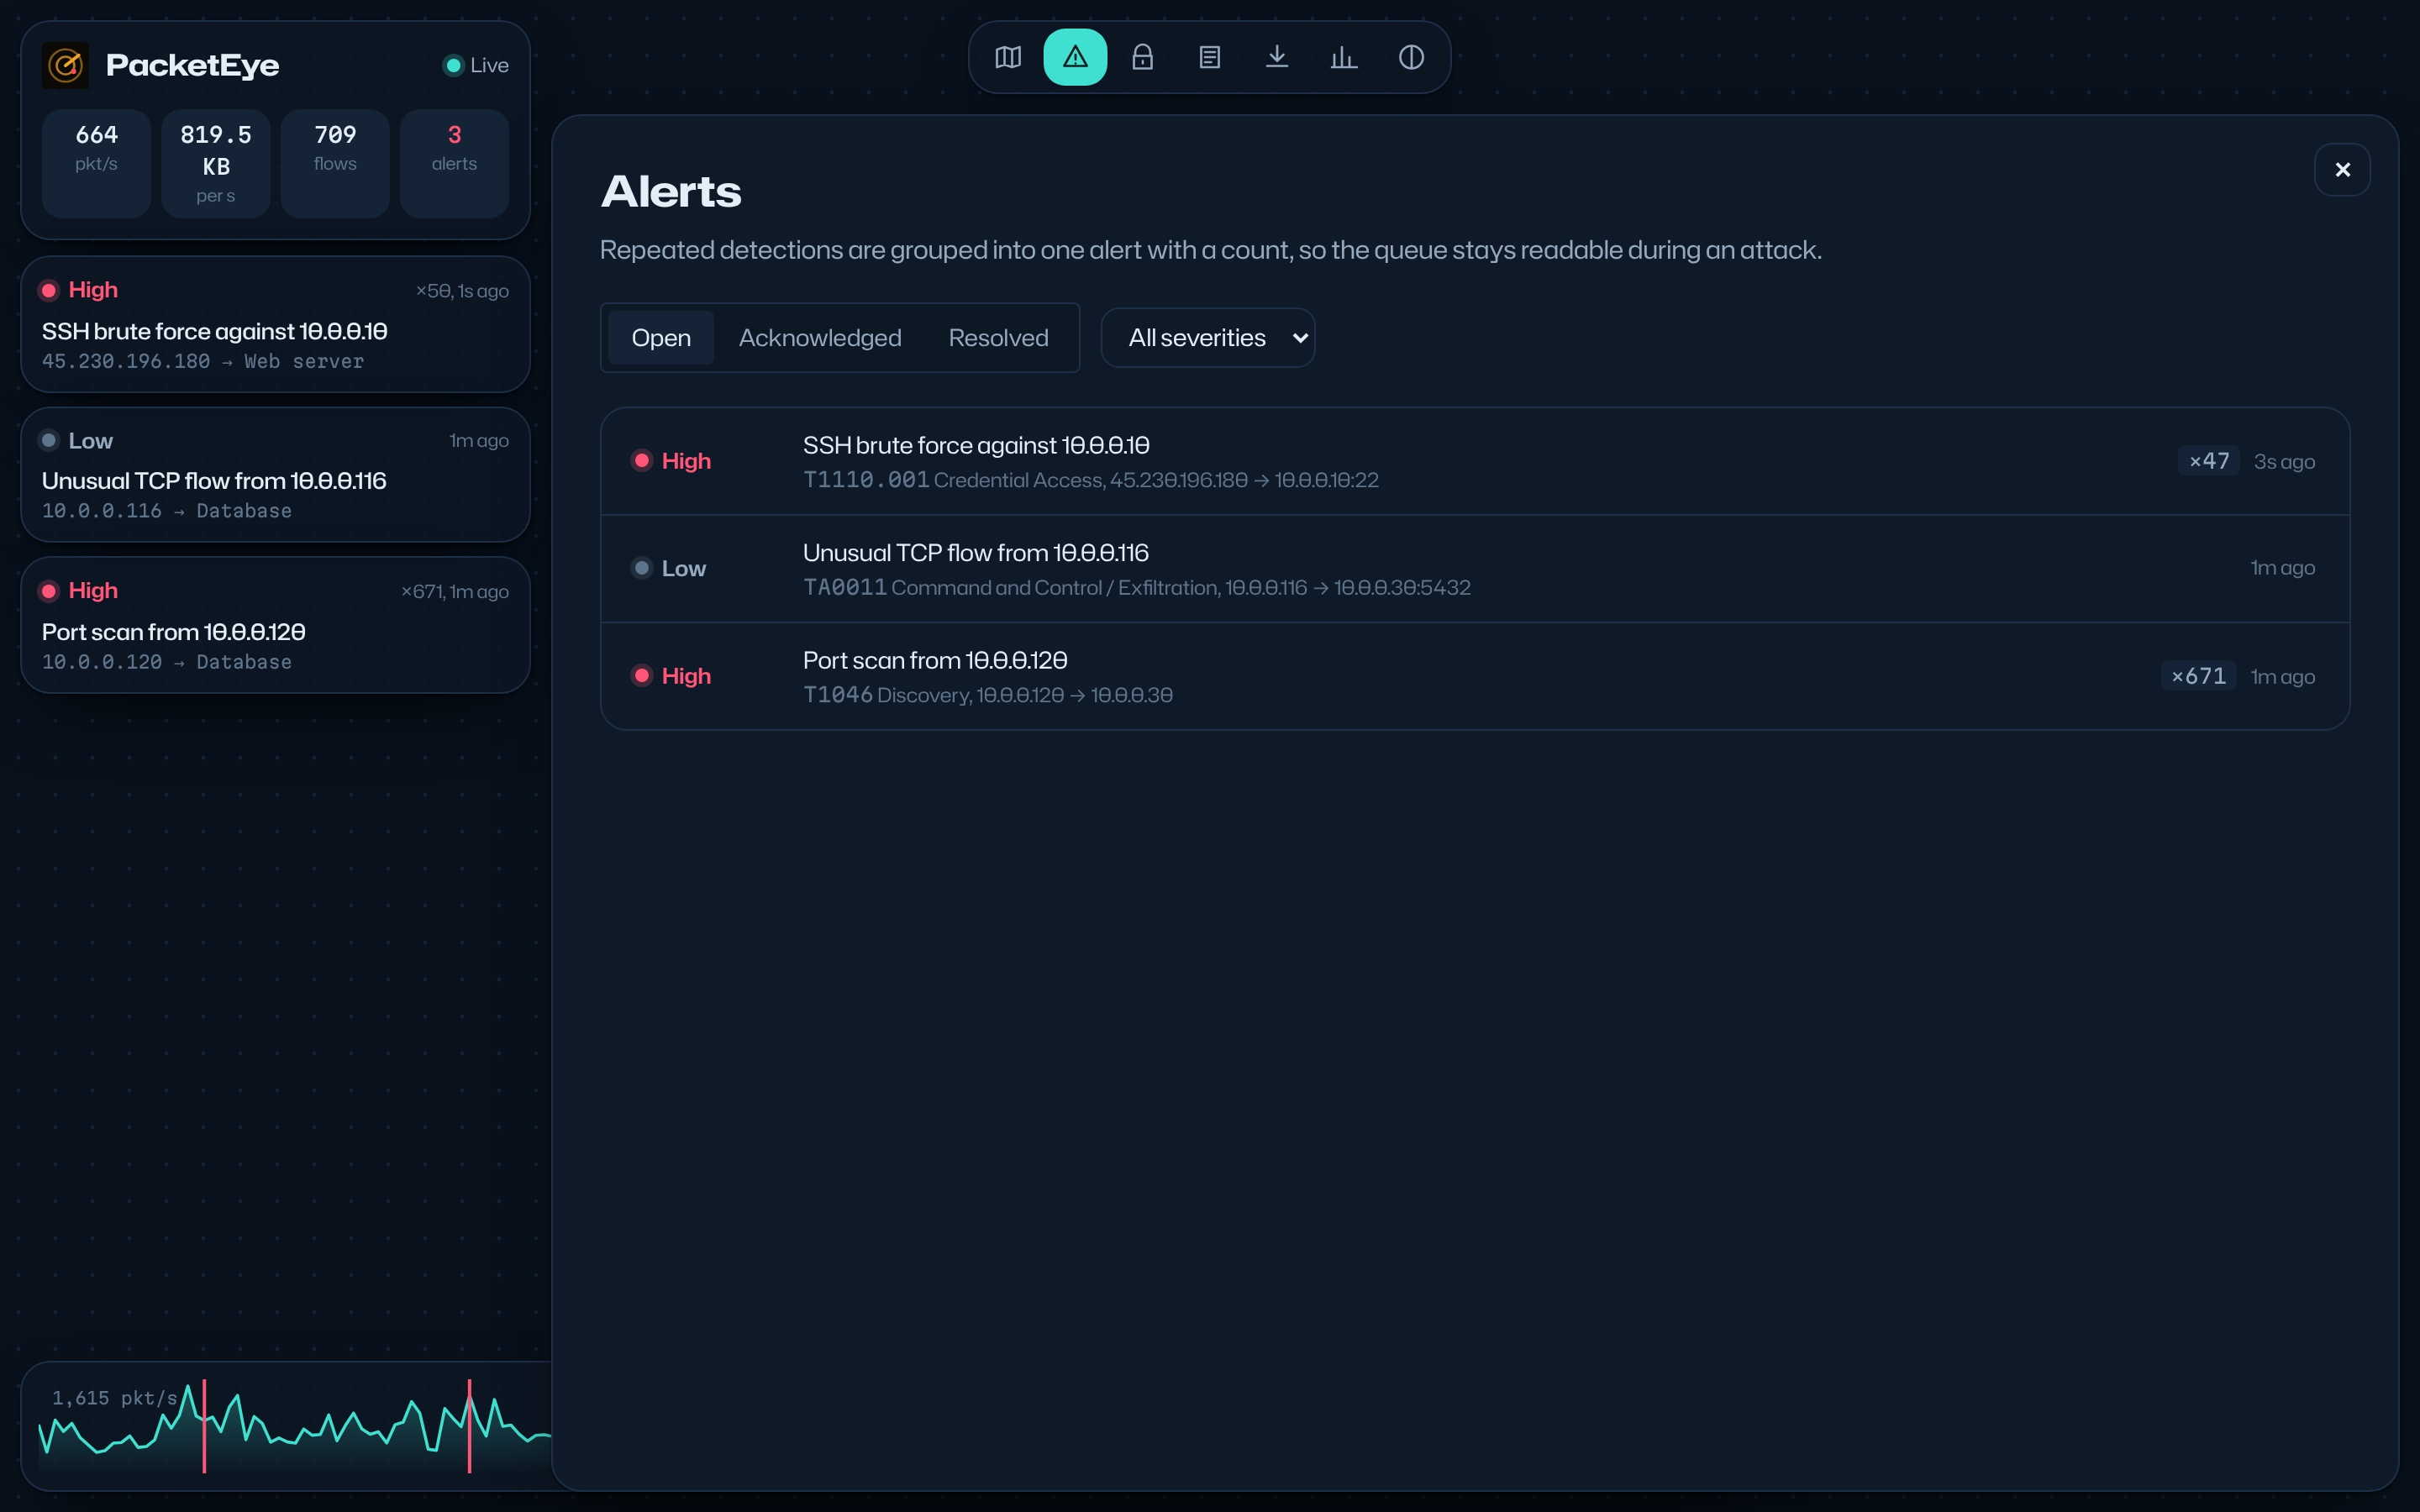 PacketEye
Live
664
pkt/s
819.5
KB
per s
709
flows
3
alerts
High
×50, 1s ago
SSH brute force against 10.0.0.10
45.230.196.180 → Web server
Low
1m ago
Unusual TCP flow from 10.0.0.116
10.0.0.116 → Database
High
×671, 1m ago
Port scan from 10.0.0.120
10.0.0.120 → Database
1,615 pkt/s
Alerts
Repeated detections are grouped into one alert with a count, so the queue stays readable during an attack.
Open Acknowledged Resolved All severities
High
SSH brute force against 10.0.0.10
T1110.001 Credential Access, 45.230.196.180 → 10.0.0.10:22
×47 3s ago
Low
Unusual TCP flow from 10.0.0.116
TA0011 Command and Control / Exfiltration, 10.0.0.116 → 10.0.0.30:5432
1m ago
High
Port scan from 10.0.0.120
T1046 Discovery, 10.0.0.120 → 10.0.0.30
×671 1m ago